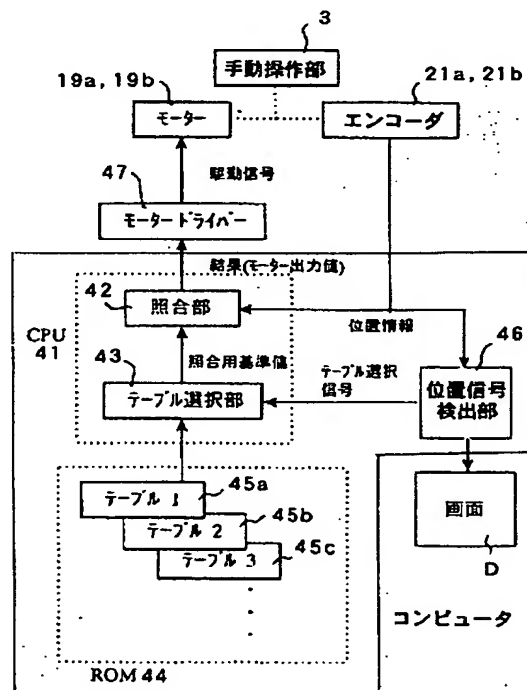 3
手動操作部
19a, 19b
モーター
21a, 21b
エンコーダ
駆動信号
47
モータードライバー
結果(モーター出力値)
42
照合部
CPU
41
位置情報
43
照合用基準値
テーブル選択部
テーブル選択
信号
46
位置信号
検出部
テーブル 1
45a
テーブル 2
45b
テーブル 3
45c
画面
D
コンピュータ
ROM 44